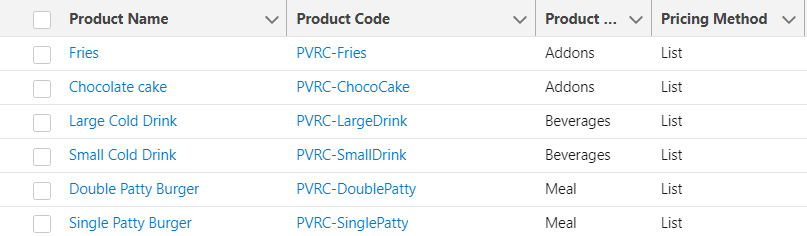 Product Name Product Code Product ... Pricing Method
Fries PVRC-Fries Addons List
Chocolate cake PVRC-ChocoCake Addons List
Large Cold Drink PVRC-LargeDrink Beverages List
Small Cold Drink PVRC-SmallDrink Beverages List
Double Patty Burger PVRC-DoublePatty Meal List
Single Patty Burger PVRC-SinglePatty Meal List